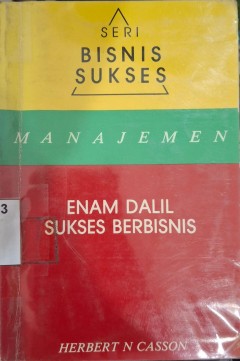 SERI
BISNIS
SUKSES
MANAJEMEN
ENAM DALIL
SUKSES BERBISNIS
3
HERBERT N CASSON